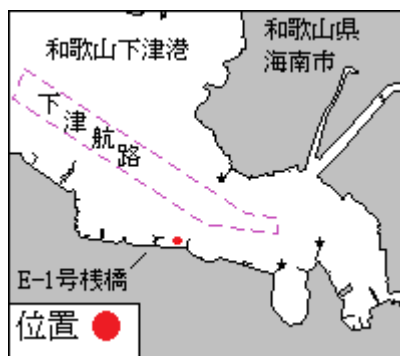 和歌山下津港
和歌山県
海南市
下津航路
E-1号桟橋
位置